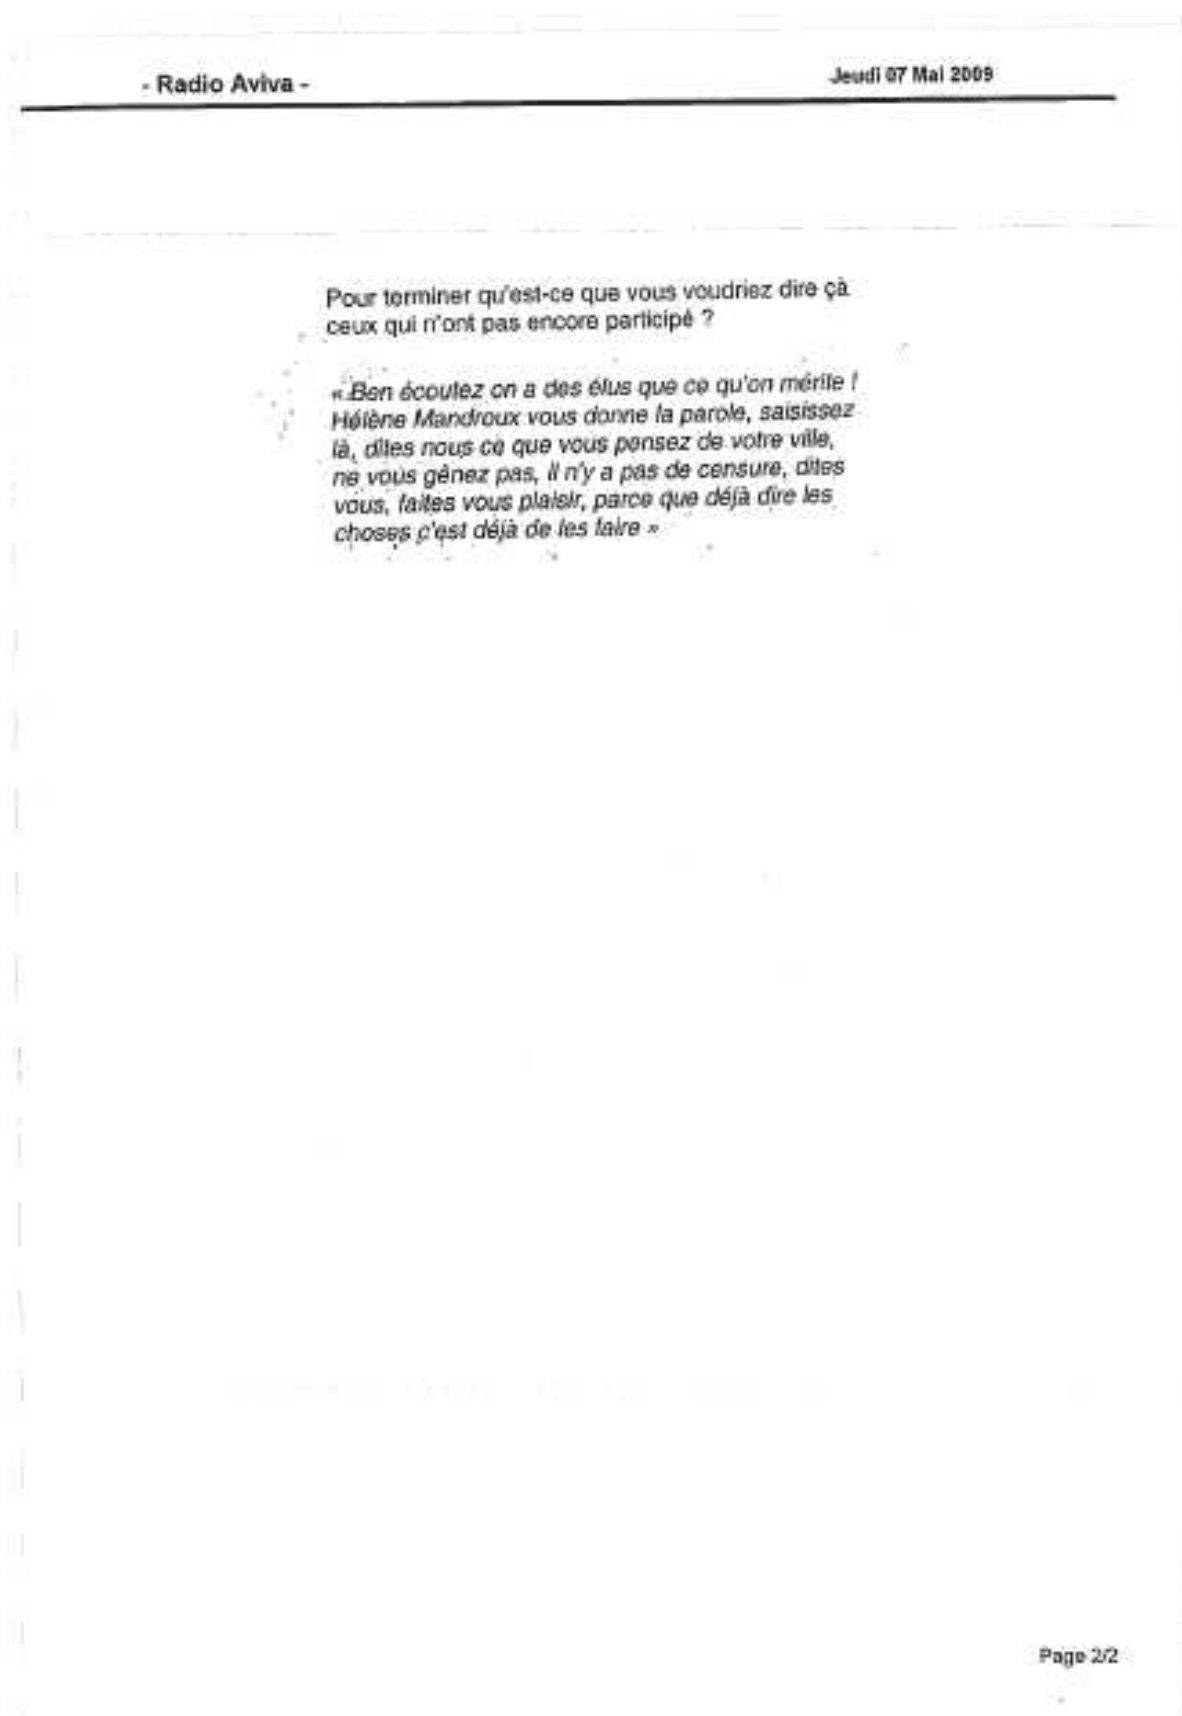 - Radio Aviva -
Jeudi 07 Mai 2009
Pour terminer qu'est-ce que vous voudriez dire çà
ceux qui n'ont pas encore participé ?
« Ben écoutez on a des élus que ce qu'on mérite !
Hélène Mandroux vous donne la parole, saisissez
là, dites nous ce que vous pensez de votre ville,
ne vous gênez pas, il n'y a pas de censure, dites
vous, faites vous plaisir, parce que déjà dire les
choses c'est déjà de les faire »
Page 2/2